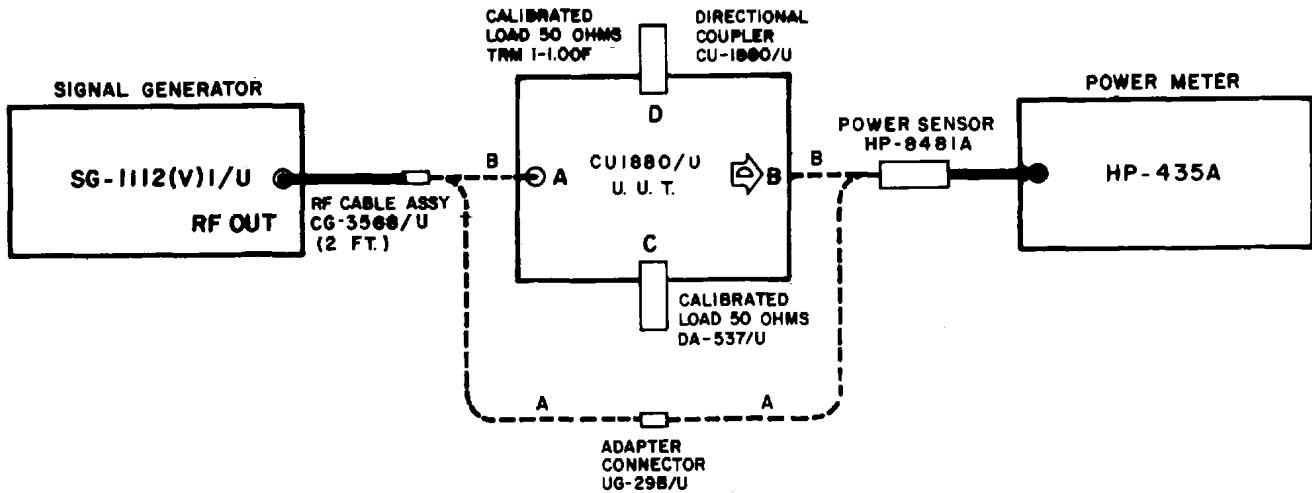 SIGNAL GENERATOR
SG-1112(V)1/U
RF OUT
RF CABLE ASSY
CG-3568/U
(2 FT.)
CALIBRATED
LOAD 50 OHMS
TRM 1-1.00F
DIRECTIONAL
COUPLER
CU-1880/U
D
B
A
CU1880/U
U. U. T.
B
B
C
CALIBRATED
LOAD 50 OHMS
DA-537/U
POWER SENSOR
HP-8481A
POWER METER
HP-435A
A
A
ADAPTER
CONNECTOR
UG-29B/U